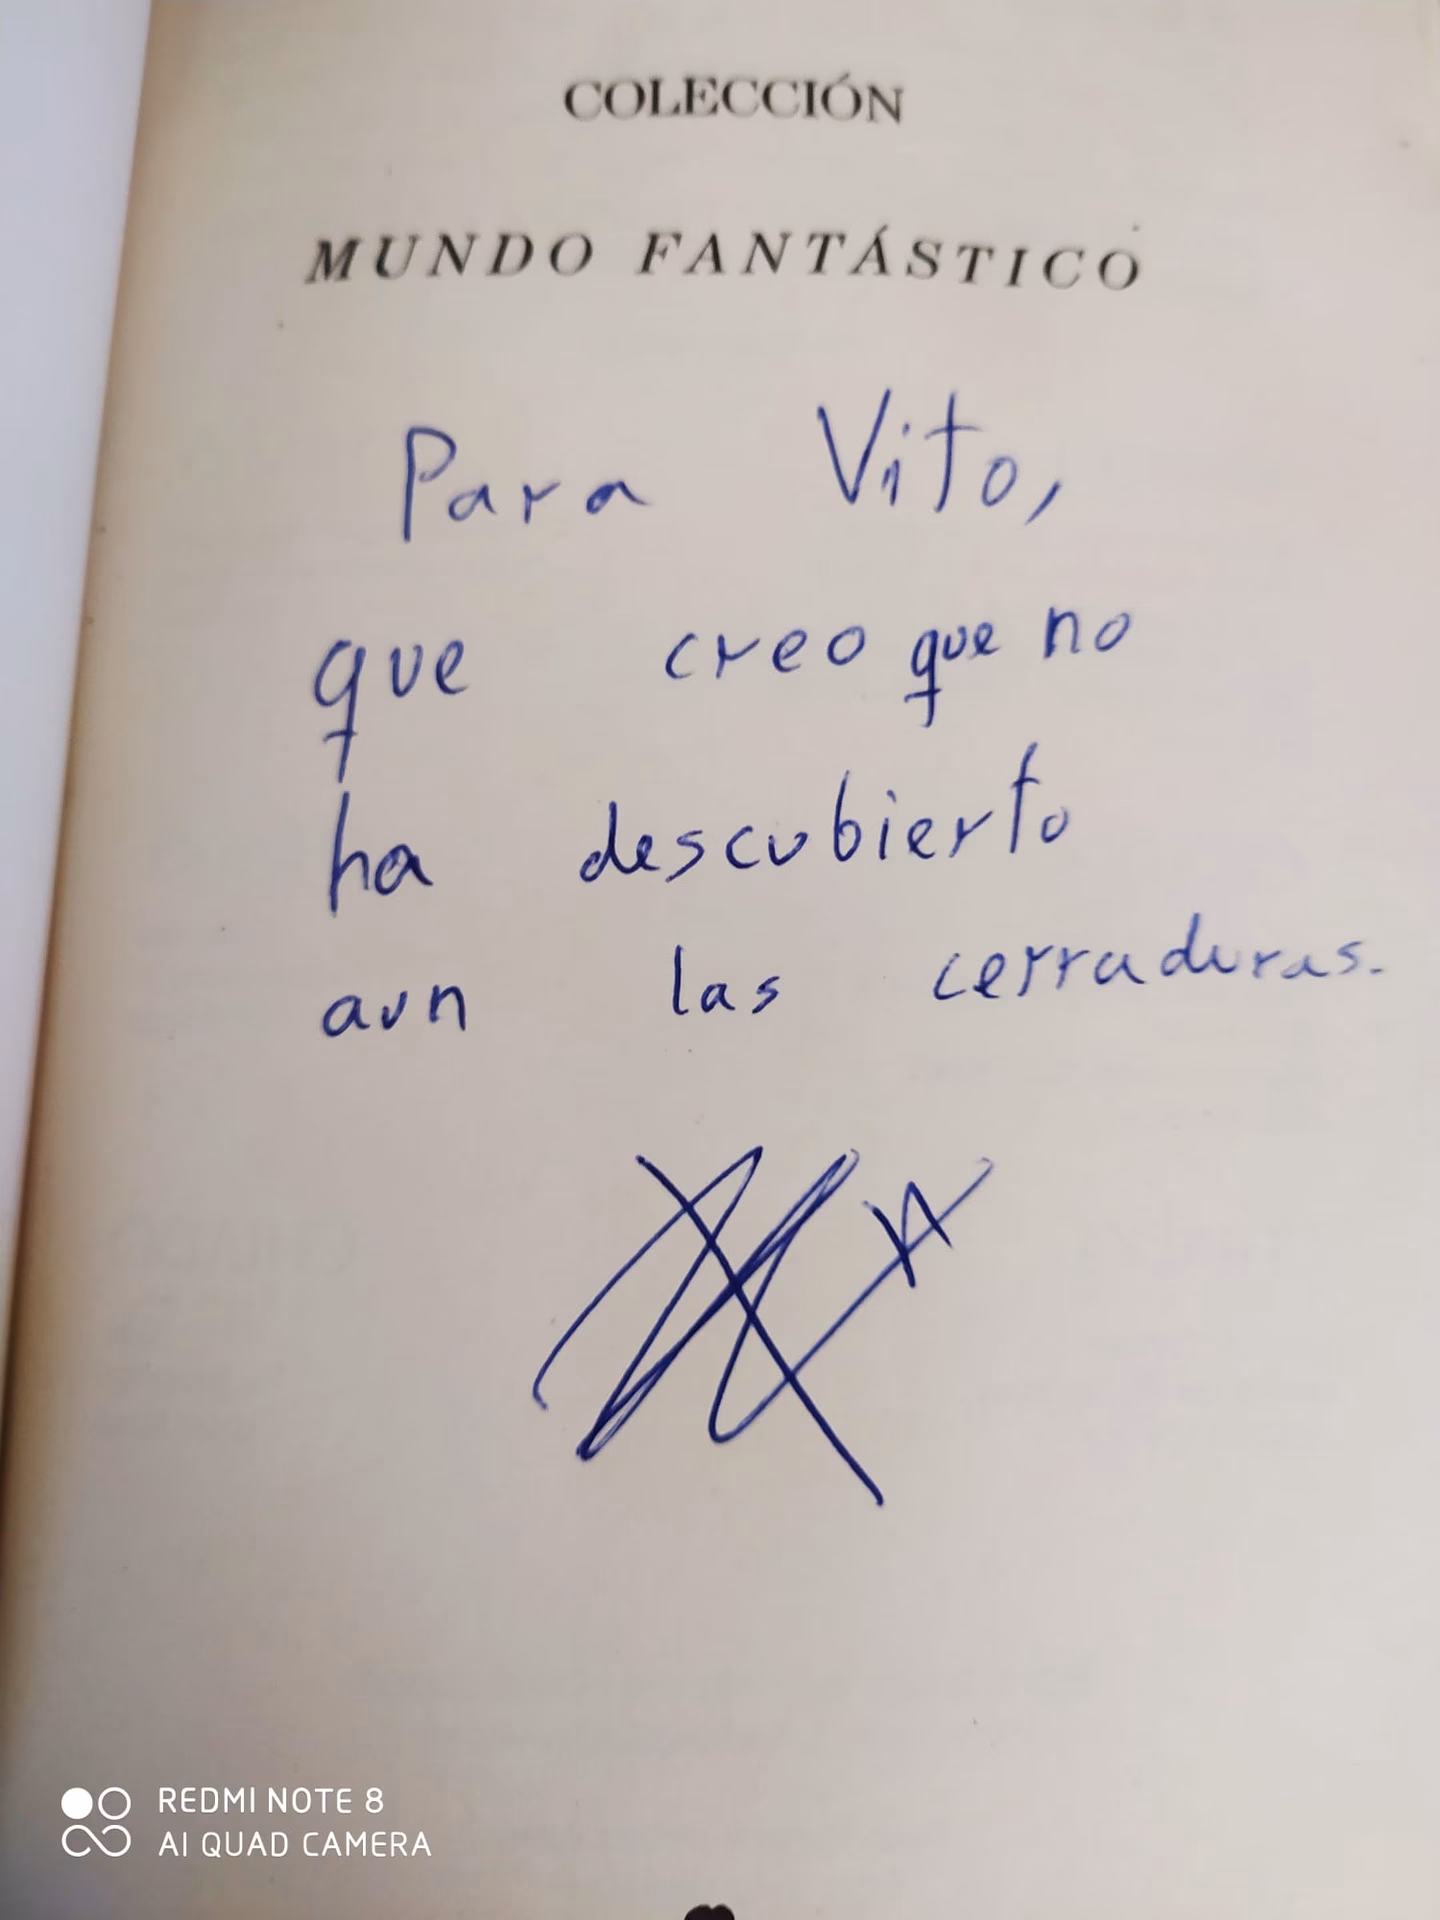 COLECCIÓN
MUNDO FANTÁSTICO
Para Vito,
que creo que no
ha descubierto
aun las cerraduras.
REDMI NOTE 8
AI QUAD CAMERA